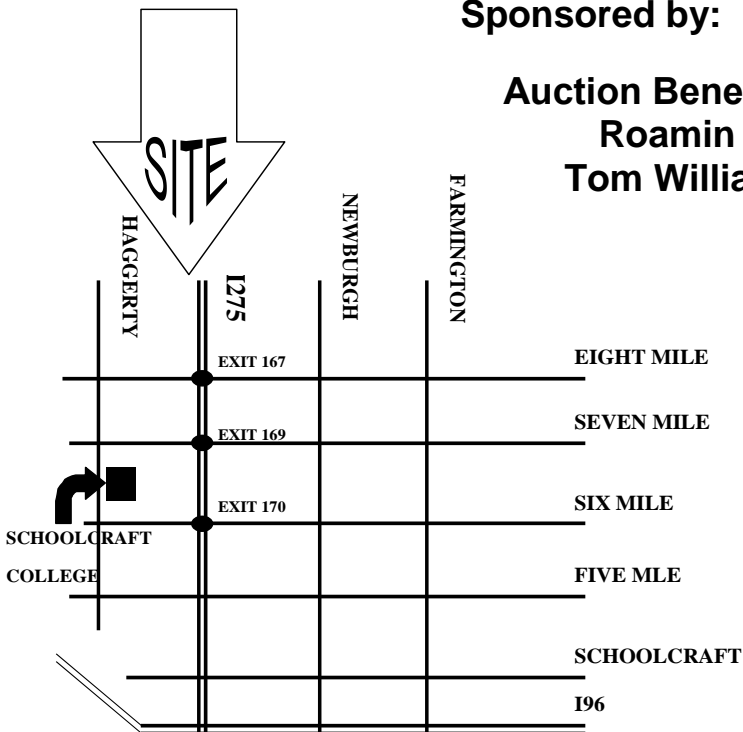 Sponsored by:
Auction Bene
Roamin
Tom Willia
SITE
HAGGERTY
I275
NEWBURGH
FARMINGTON
EXIT 167
EIGHT MILE
EXIT 169
SEVEN MILE
EXIT 170
SIX MILE
SCHOOLCRAFT
COLLEGE
FIVE MLE
SCHOOLCRAFT
I96